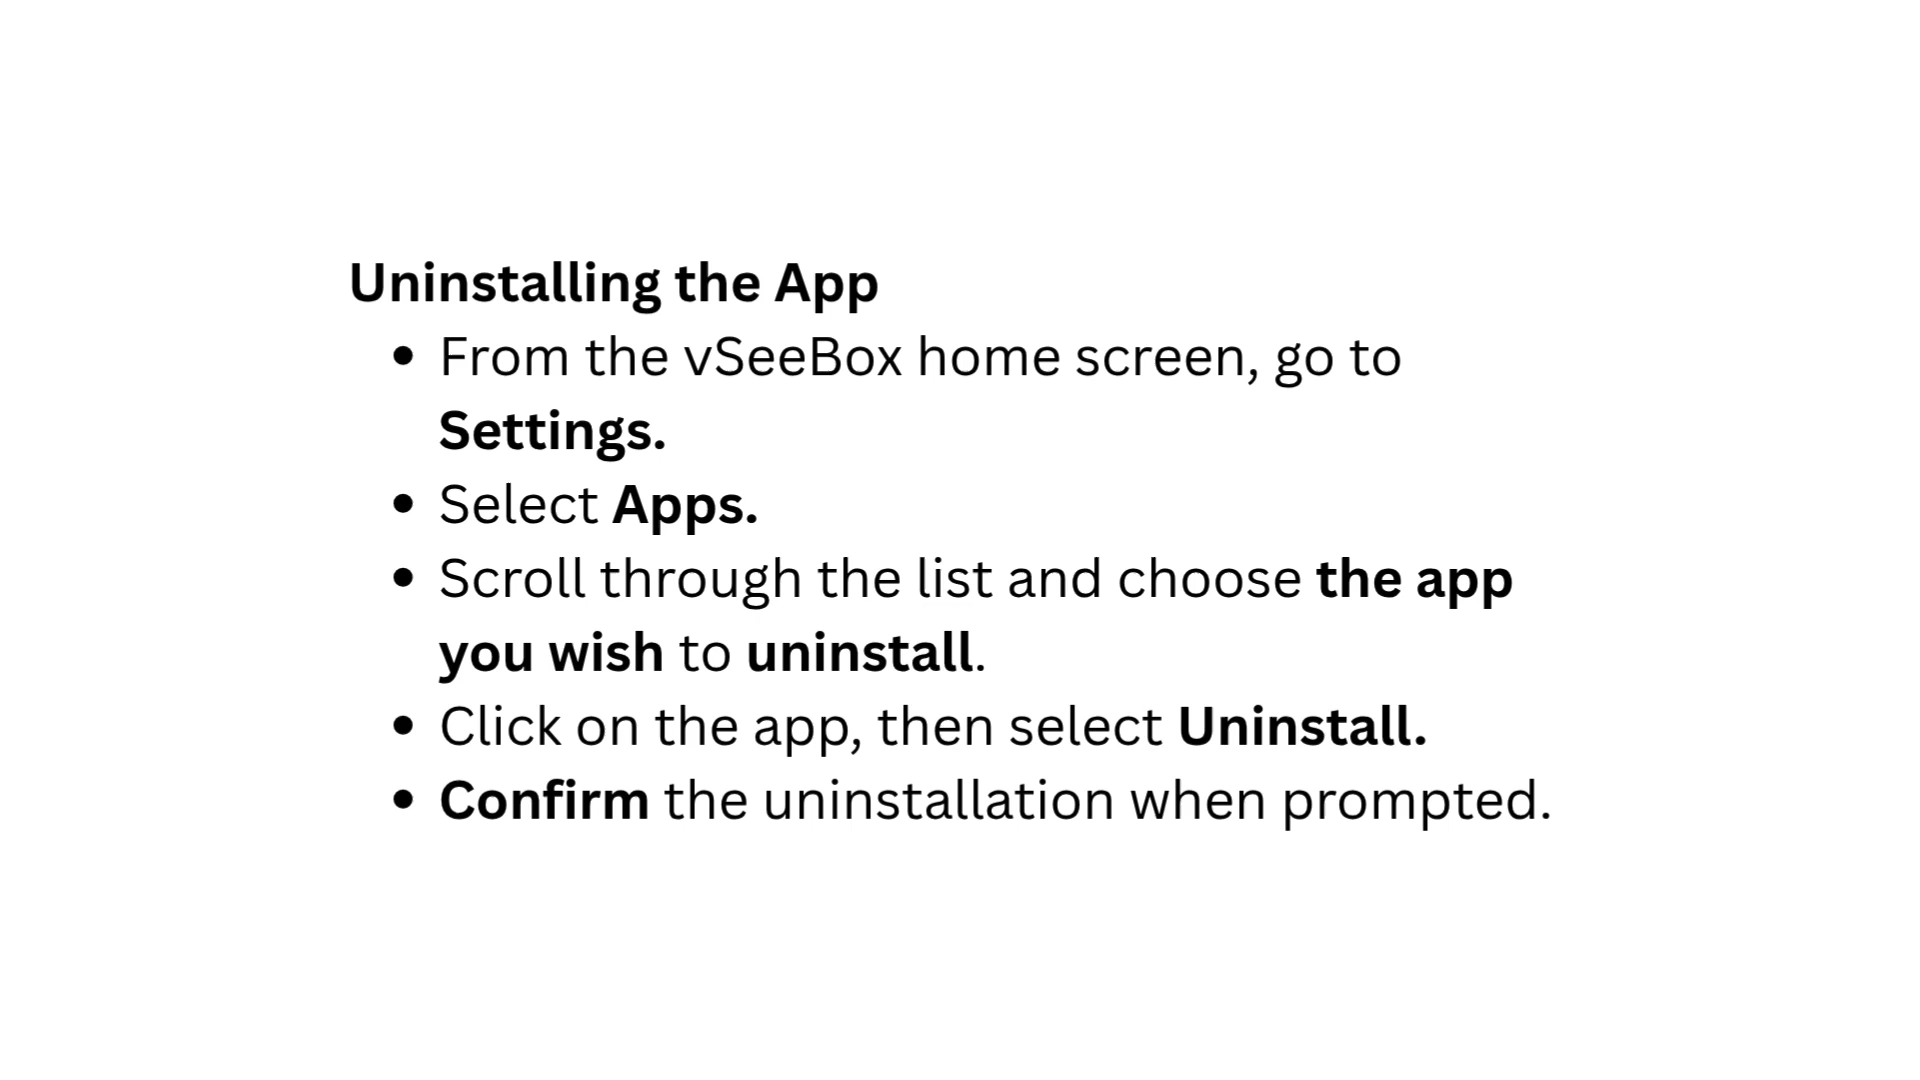 Uninstalling the App
• From the vSeeBox home screen, go to
Settings.
• Select Apps.
• Scroll through the list and choose the app
you wish to uninstall.
• Click on the app, then select Uninstall.
• Confirm the uninstallation when prompted.